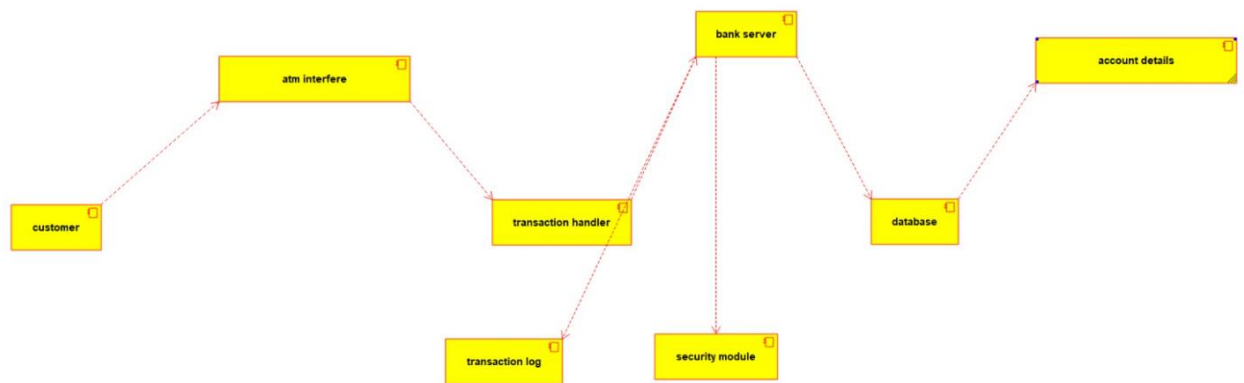 bank server
account details
atm interfere
transaction handler
database
customer
transaction log
security module